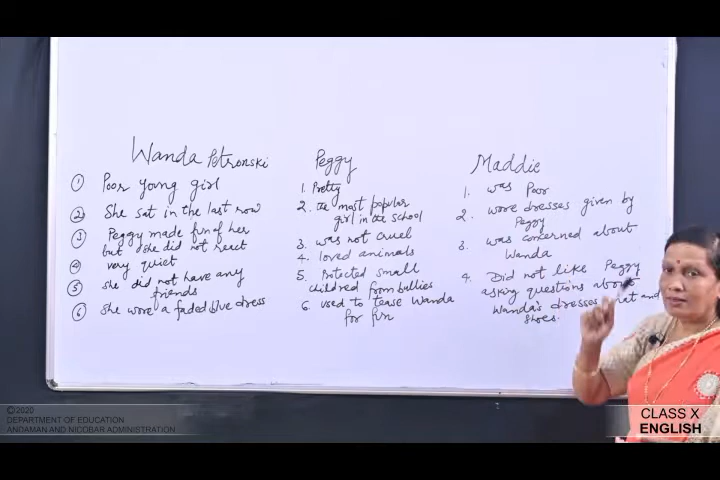 Wanda Petronski
① Poor young girl
② She sat in the last row
③ Peggy made fun of her
but she did not react
④ very quiet
⑤ she did not have any
friends
⑥ she wore a faded blue dress
Peggy
1. Pretty
2. the most popular
girl in the school
3. was not cruel
4. loved animals
5. Protected small
children from bullies
6. used to tease Wanda
for fun
Maddie
1. was Poor
2. wore dresses given by
Peggy
3. was concerned about
Wanda
4. Did not like Peggy
asking questions about
Wanda's dresses hat and
shoes.
©2020
DEPARTMENT OF EDUCATION
ANDAMAN AND NICOBAR ADMINISTRATION
CLASS X
ENGLISH